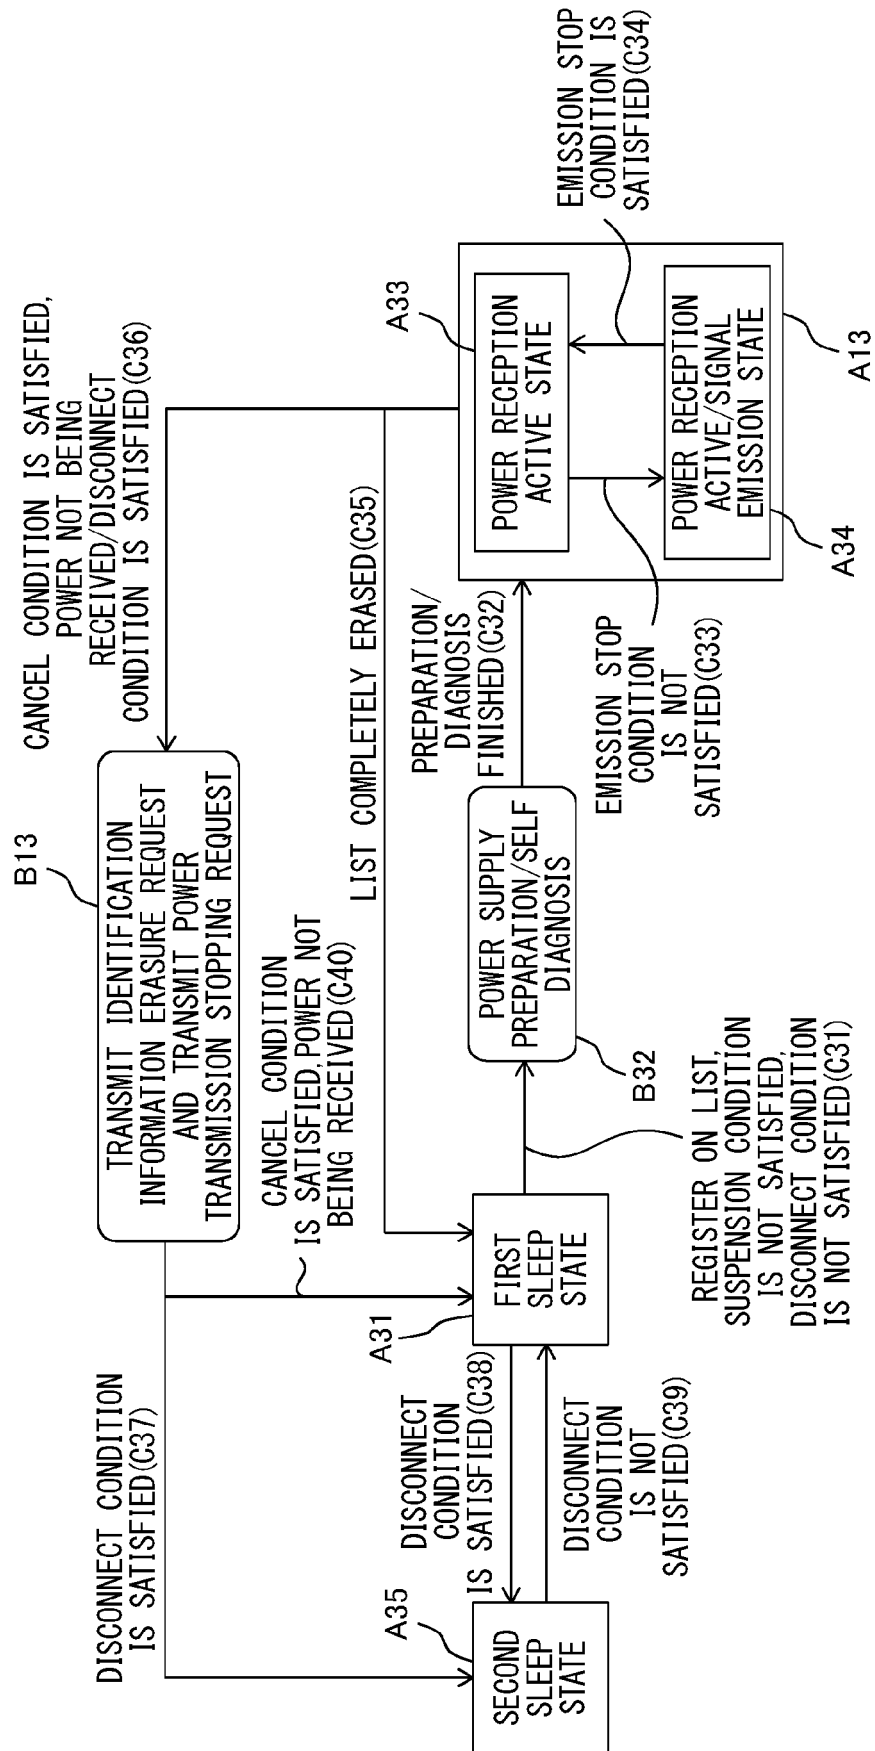 CANCEL CONDITION IS SATISFIED,
POWER NOT BEING
RECEIVED/DISCONNECT
CONDITION IS SATISFIED(C36)
B13
TRANSMIT IDENTIFICATION
INFORMATION ERASURE REQUEST
AND TRANSMIT POWER
TRANSMISSION STOPPING REQUEST
DISCONNECT CONDITION
IS SATISFIED(C37)
CANCEL CONDITION
IS SATISFIED,POWER NOT
BEING RECEIVED(C40)
LIST COMPLETELY ERASED(C35)
A35
SECOND
SLEEP
STATE
DISCONNECT
CONDITION
IS SATISFIED(C38)
DISCONNECT
CONDITION
IS NOT
SATISFIED(C39)
A31
FIRST
SLEEP
STATE
REGISTER ON LIST,
SUSPENSION CONDITION
IS NOT SATISFIED,
DISCONNECT CONDITION
IS NOT SATISFIED(C31)
POWER SUPPLY
PREPARATION/SELF
DIAGNOSIS
B32
PREPARATION/
DIAGNOSIS
FINISHED(C32)
A33
POWER RECEPTION
ACTIVE STATE
EMISSION STOP
CONDITION
IS NOT
SATISFIED(C33)
EMISSION STOP
CONDITION IS
SATISFIED(C34)
POWER RECEPTION
ACTIVE/SIGNAL
EMISSION STATE
A34
A13